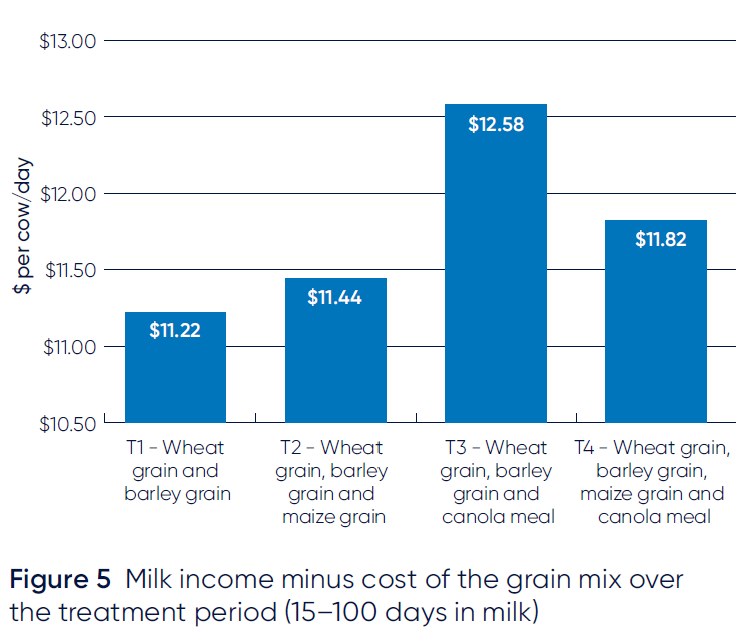 $ per cow/day
$13.00
$12.50
$12.00
$11.50
$11.00
$10.50
$11.22
$11.44
$12.58
$11.82
T1 - Wheat
grain and
barley grain
T2 - Wheat
grain, barley
grain and
maize grain
T3 - Wheat
grain, barley
grain and
canola meal
T4 - Wheat grain,
barley grain,
maize grain and
canola meal
Figure 5 Milk income minus cost of the grain mix over
the treatment period (15–100 days in milk)